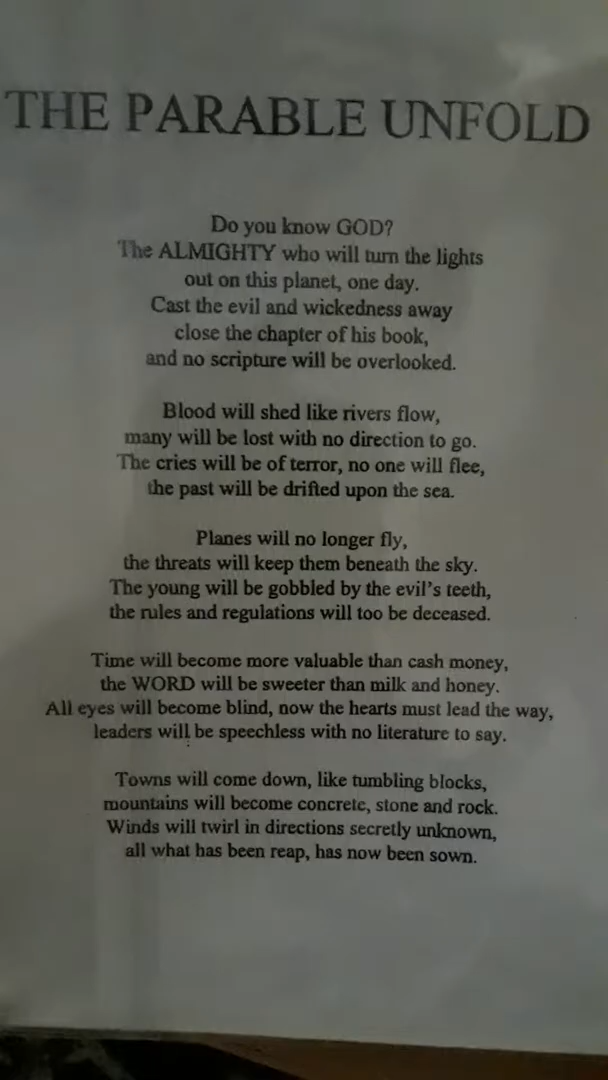 THE PARABLE UNFOLD
Do you know GOD?
The ALMIGHTY who will turn the lights
out on this planet, one day.
Cast the evil and wickedness away
close the chapter of his book,
and no scripture will be overlooked.
Blood will shed like rivers flow,
many will be lost with no direction to go.
The cries will be of terror, no one will flee,
the past will be drifted upon the sea.
Planes will no longer fly,
the threats will keep them beneath the sky.
The young will be gobbled by the evil's teeth,
the rules and regulations will too be deceased.
Time will become more valuable than cash money,
the WORD will be sweeter than milk and honey.
All eyes will become blind, now the hearts must lead the way,
leaders will be speechless with no literature to say.
Towns will come down, like tumbling blocks,
mountains will become concrete, stone and rock.
Winds will twirl in directions secretly unknown,
all what has been reap, has now been sown.